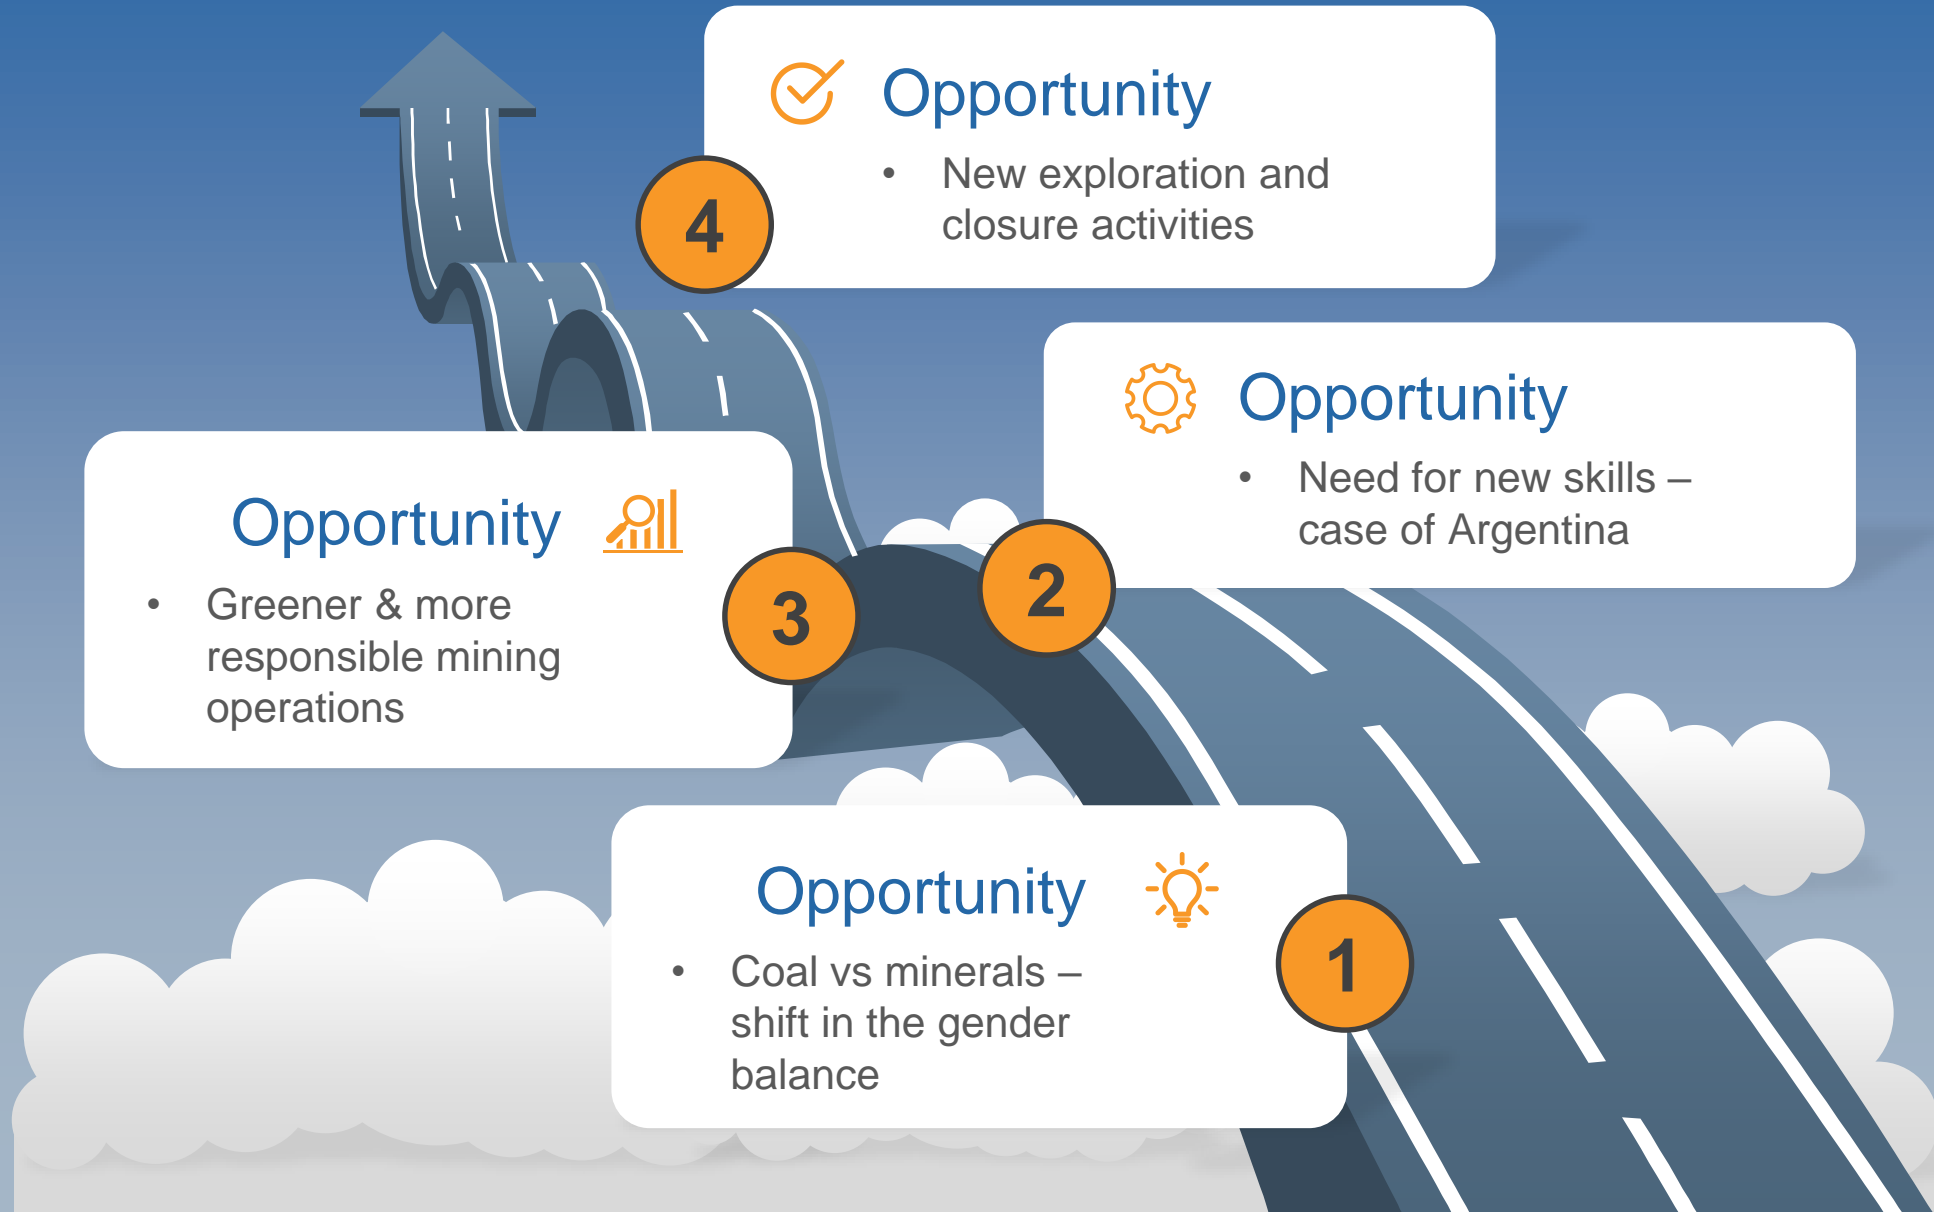 Opportunity
• New exploration and
closure activities
4
Opportunity
• Need for new skills –
case of Argentina
2
Opportunity
• Greener & more
responsible mining
operations
3
Opportunity
• Coal vs minerals –
shift in the gender
balance
1